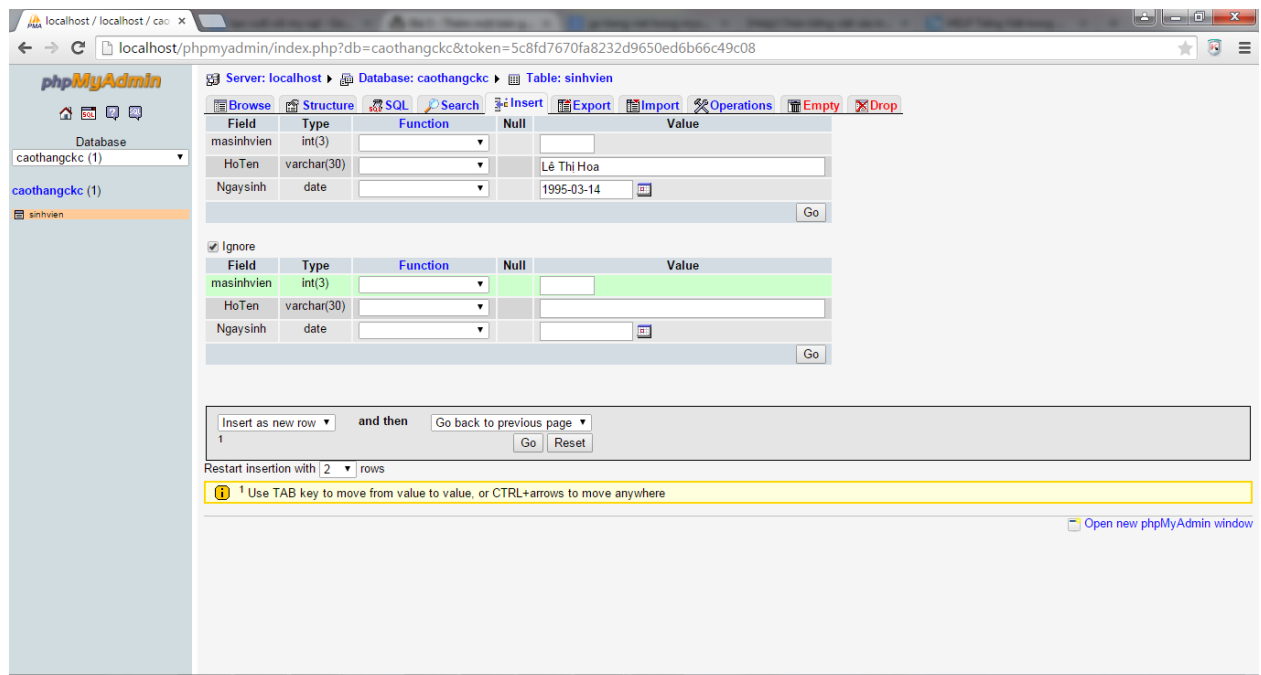 localhost / localhost / cao
localhost/phpmyadmin/index.php?db=caothangckc&token=5c8fd7670fa8232d9650ed6b66c49c08
phpMyAdmin
Database
caothangckc (1)
caothangckc (1)
sinhvien
Server: localhost Database: caothangckc Table: sinhvien
Browse Structure SQL Search Insert Export Import Operations Empty Drop
Field Type Function Null Value
masinhvien int(3)
HoTen varchar(30) Lê Thị Hoa
Ngaysinh date 1995-03-14
Go
Ignore
Field Type Function Null Value
masinhvien int(3)
HoTen varchar(30)
Ngaysinh date
Go
Insert as new row and then Go back to previous page
1 Go Reset
Restart insertion with 2 rows
1 Use TAB key to move from value to value, or CTRL+arrows to move anywhere
Open new phpMyAdmin window